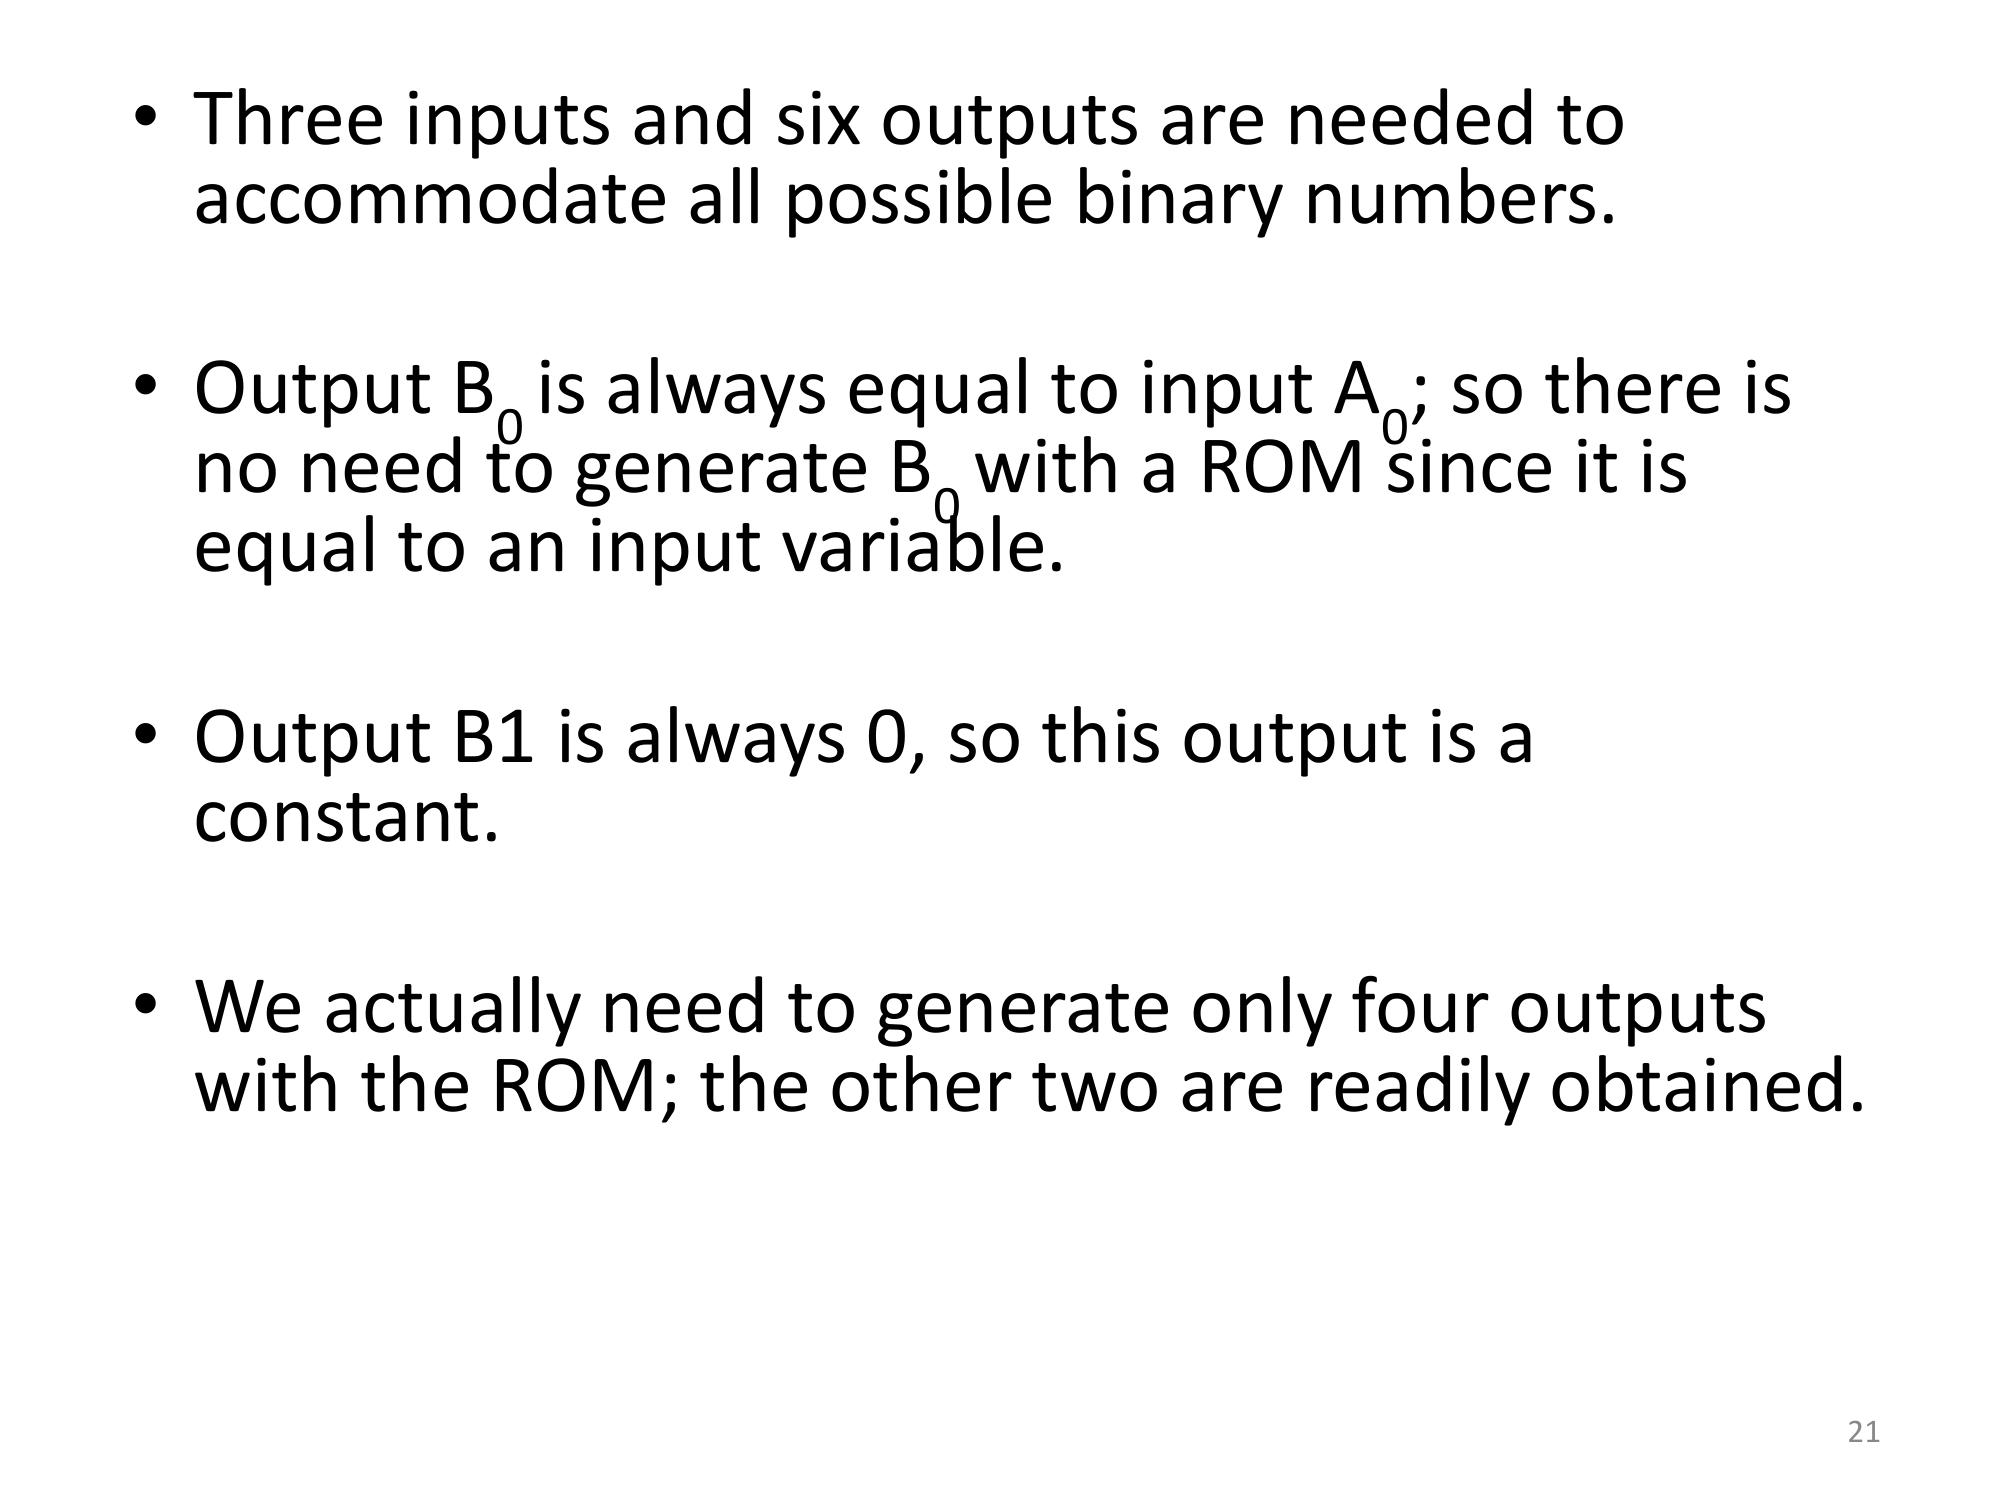 • Three inputs and six outputs are needed to
accommodate all possible binary numbers.
• Output B₀ is always equal to input A₀; so there is
no need to generate B₀ with a ROM since it is
equal to an input variable.
• Output B1 is always 0, so this output is a
constant.
• We actually need to generate only four outputs
with the ROM; the other two are readily obtained.
21